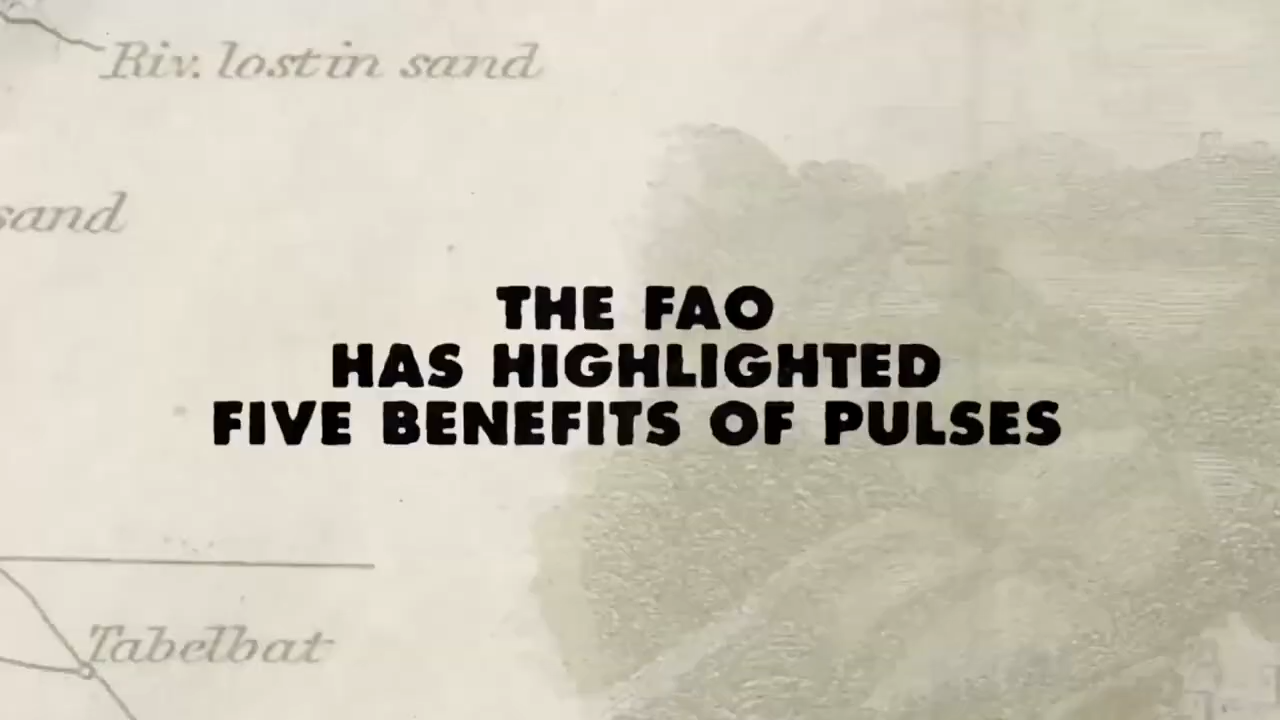 Riv. lost in sand
sand
THE FAO
HAS HIGHLIGHTED
FIVE BENEFITS OF PULSES
Tabelbat